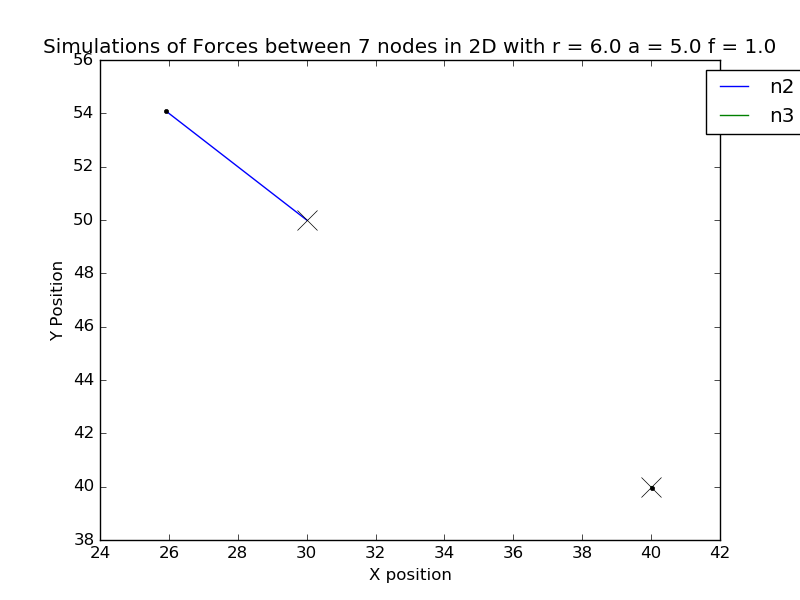 Simulations of Forces between 7 nodes in 2D with r = 6.0 a = 5.0 f = 1.0
56
54
52
50
48
46
44
42
40
38
Y Position
n2
n3
24 26 28 30 32 34 36 38 40 42
X position